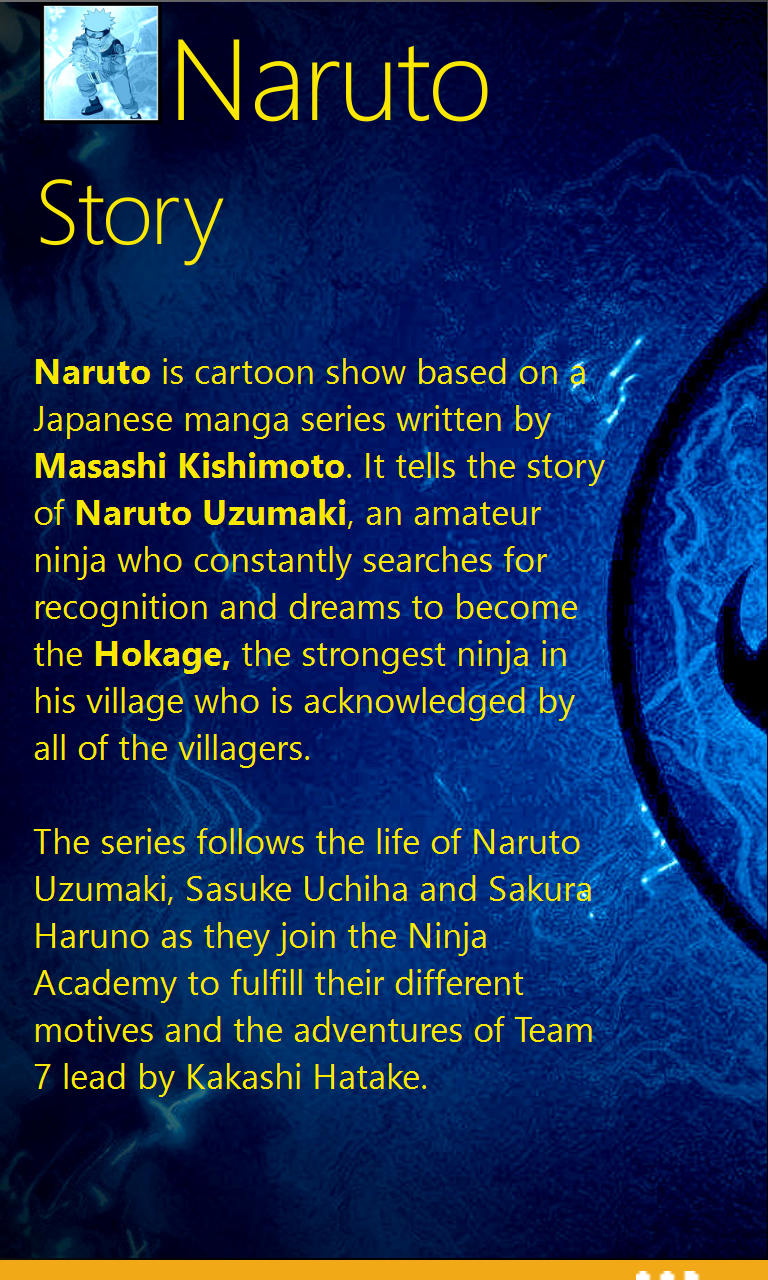 Naruto
Story
Naruto is cartoon show based on a
Japanese manga series written by
Masashi Kishimoto. It tells the story
of Naruto Uzumaki, an amateur
ninja who constantly searches for
recognition and dreams to become
the Hokage, the strongest ninja in
his village who is acknowledged by
all of the villagers.
The series follows the life of Naruto
Uzumaki, Sasuke Uchiha and Sakura
Haruno as they join the Ninja
Academy to fulfill their different
motives and the adventures of Team
7 lead by Kakashi Hatake.